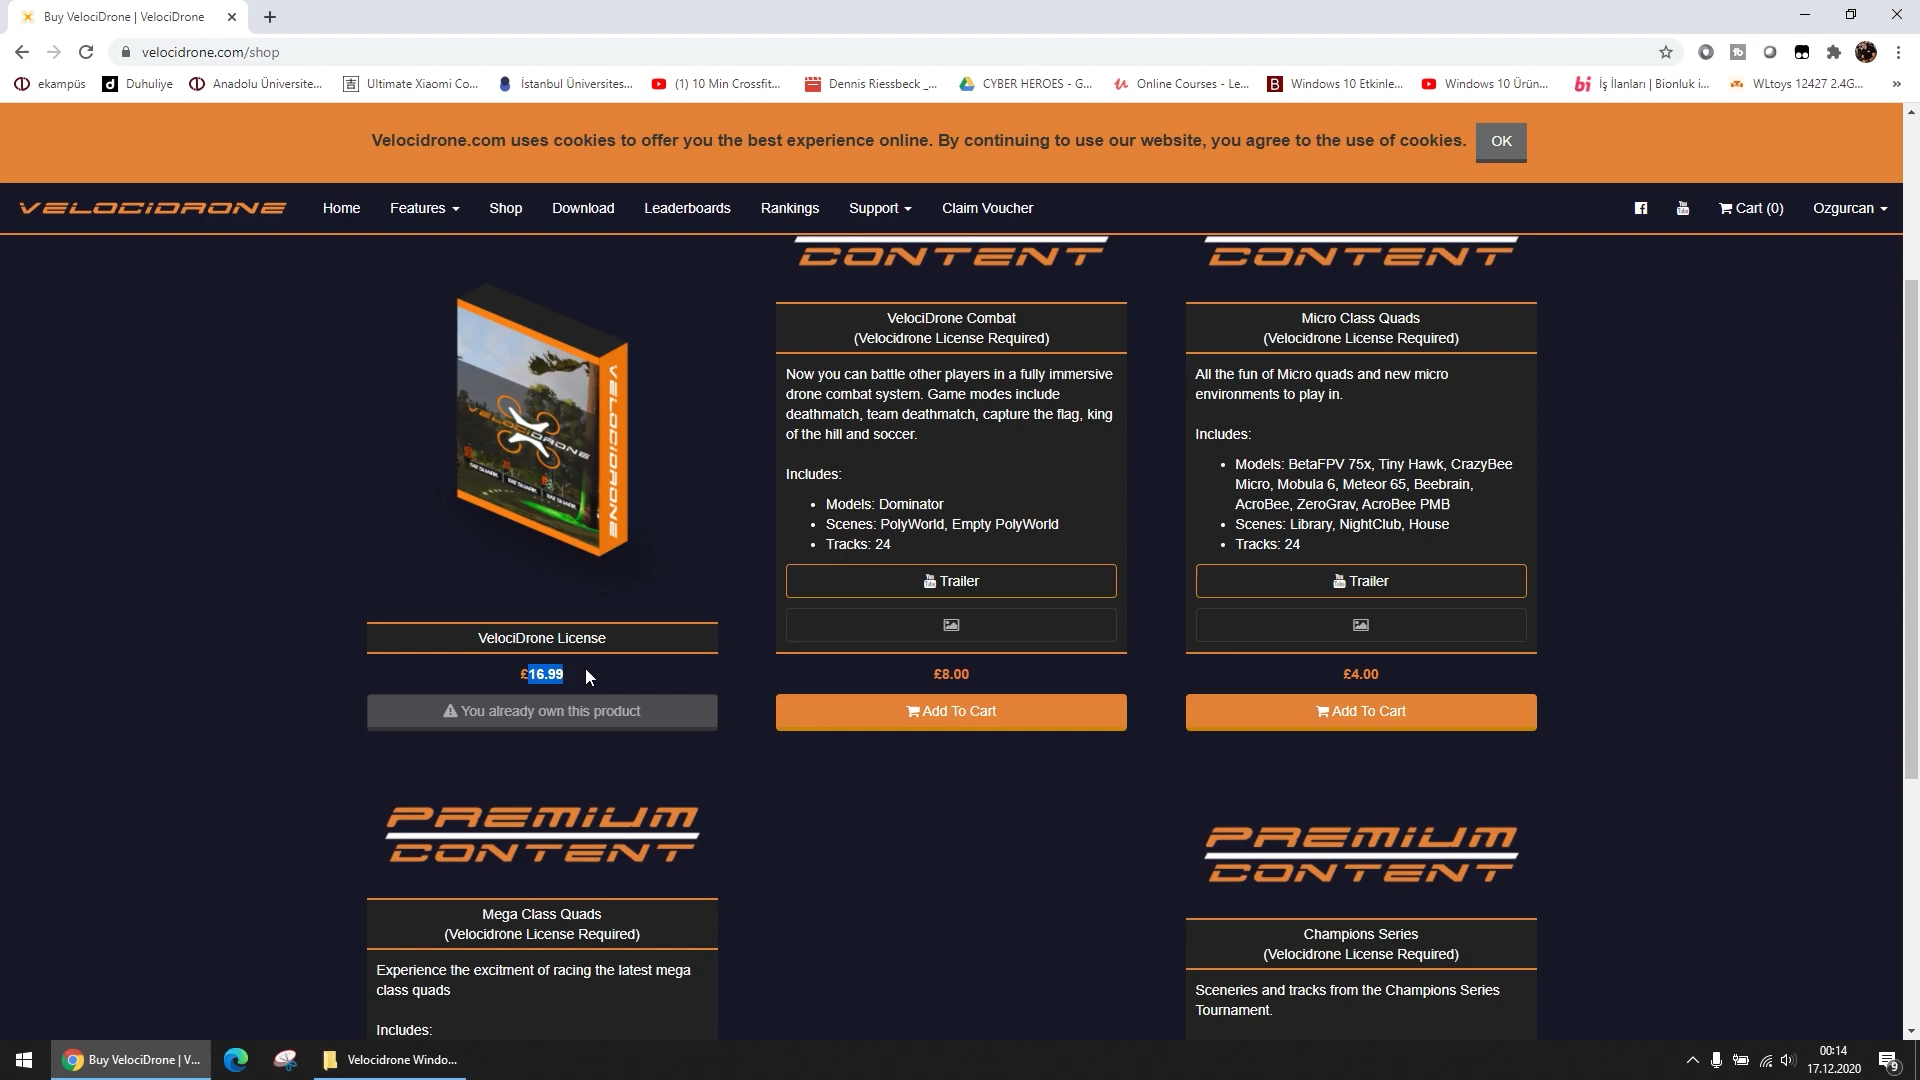 Buy VelociDrone | VelociDrone
velocidrone.com/shop
ekampüs
Duhuliye
Anadolu Üniversite...
Ultimate Xiaomi Co...
İstanbul Üniversites...
(1) 10 Min Crossfit...
Dennis Riessbeck _...
CYBER HEROES - G...
Online Courses - Le...
Windows 10 Etkinle...
Windows 10 Ürün...
İş İlanları | Bionluk i...
WLtoys 12427 2.4G...
Velocidrone.com uses cookies to offer you the best experience online. By continuing to use our website, you agree to the use of cookies.
OK
VELOCIDRONE
Home
Features
Shop
Download
Leaderboards
Rankings
Support
Claim Voucher
Cart (0)
Ozgurcan
VELOCIDRONE
VELOCIDRONE
VelociDrone License
£16.99
You already own this product
CONTENT
VelociDrone Combat
(Velocidrone License Required)
Now you can battle other players in a fully immersive
drone combat system. Game modes include
deathmatch, team deathmatch, capture the flag, king
of the hill and soccer.
Includes:
Models: Dominator
Scenes: PolyWorld, Empty PolyWorld
Tracks: 24
Trailer
£8.00
Add To Cart
CONTENT
Micro Class Quads
(Velocidrone License Required)
All the fun of Micro quads and new micro
environments to play in.
Includes:
Models: BetaFPV 75x, Tiny Hawk, CrazyBee
Micro, Mobula 6, Meteor 65, Beebrain,
AcroBee, ZeroGrav, AcroBee PMB
Scenes: Library, NightClub, House
Tracks: 24
Trailer
£4.00
Add To Cart
PREMIUM
CONTENT
Mega Class Quads
(Velocidrone License Required)
Experience the excitment of racing the latest mega
class quads
Includes:
PREMIUM
CONTENT
Champions Series
(Velocidrone License Required)
Sceneries and tracks from the Champions Series
Tournament.
Buy VelociDrone | V...
Velocidrone Windo...
00:14
17.12.2020
9